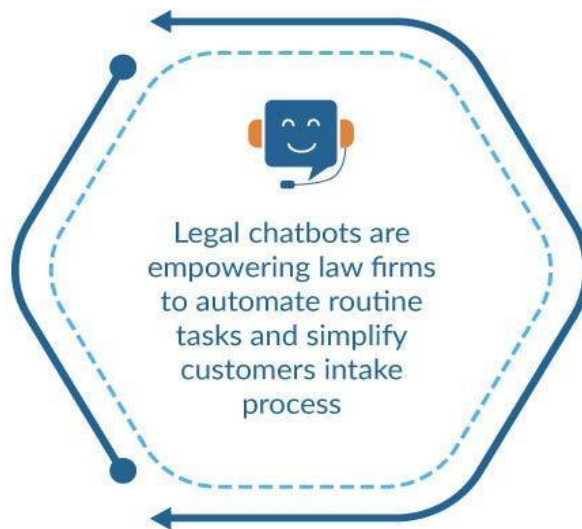 Legal chatbots are
empowering law firms
to automate routine
tasks and simplify
customers intake
process